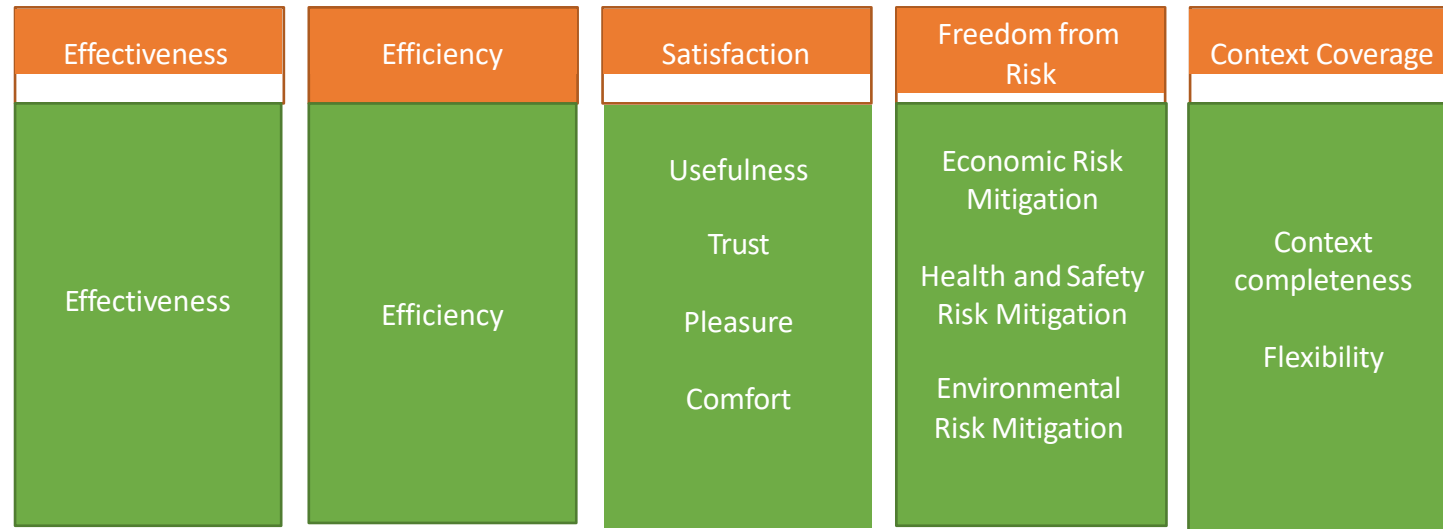 Effectiveness
Efficiency
Satisfaction
Freedom from
Risk
Context Coverage
Effectiveness
Efficiency
Usefulness
Trust
Pleasure
Comfort
Economic Risk
Mitigation
Health and Safety
Risk Mitigation
Environmental
Risk Mitigation
Context
completeness
Flexibility